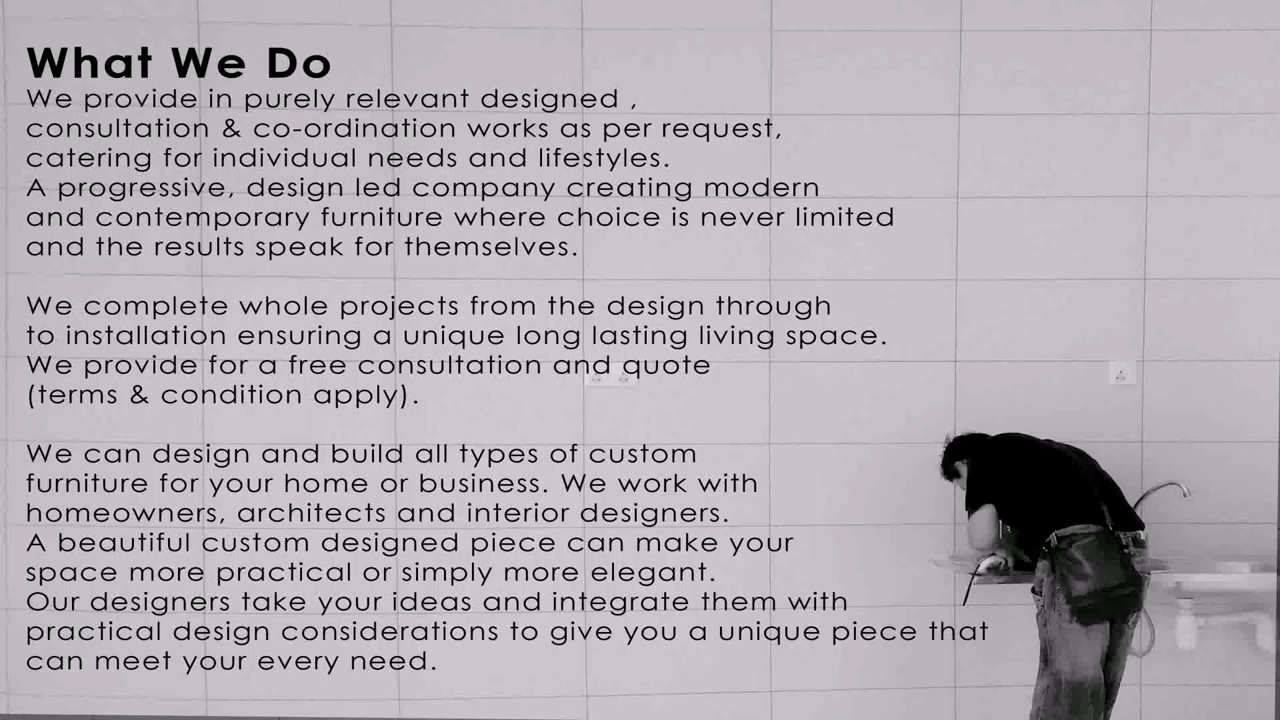 What We Do
We provide in purely relevant designed ,
consultation & co-ordination works as per request,
catering for individual needs and lifestyles.
A progressive, design led company creating modern
and contemporary furniture where choice is never limited
and the results speak for themselves.
We complete whole projects from the design through
to installation ensuring a unique long lasting living space.
We provide for a free consultation and quote
(terms & condition apply).
We can design and build all types of custom
furniture for your home or business. We work with
homeowners, architects and interior designers.
A beautiful custom designed piece can make your
space more practical or simply more elegant.
Our designers take your ideas and integrate them with
practical design considerations to give you a unique piece that
can meet your every need.